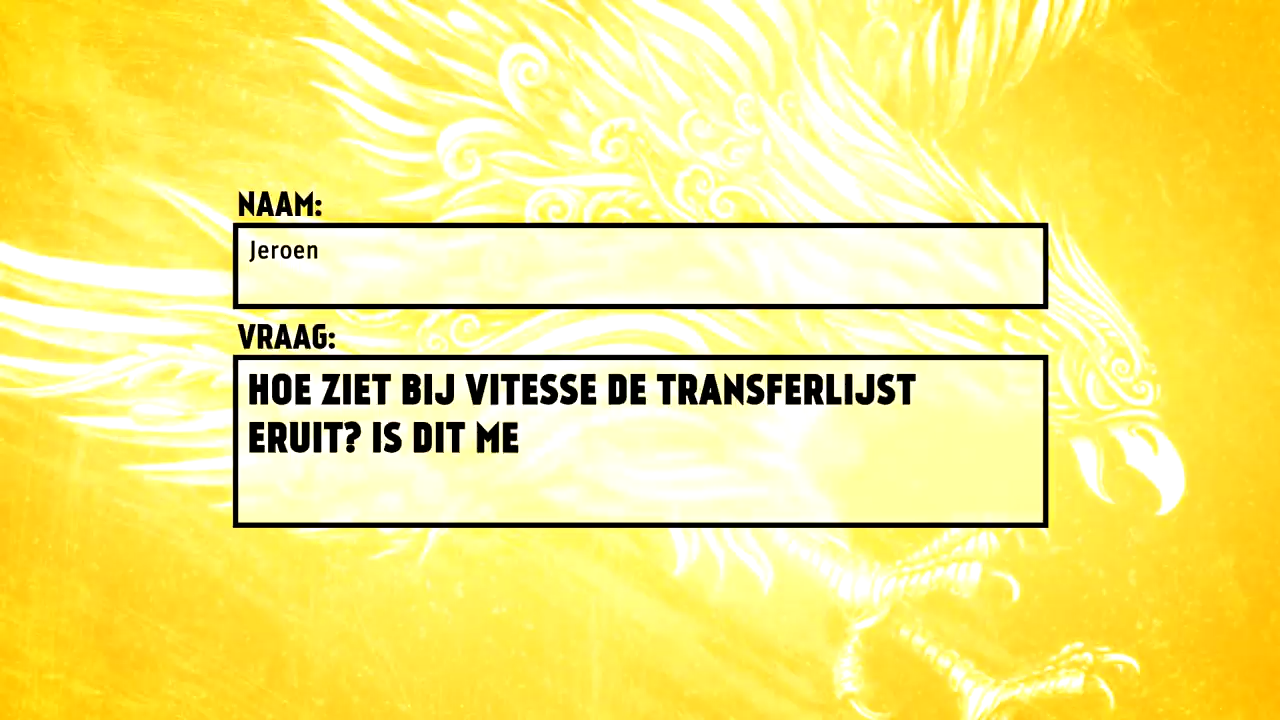 NAAM:
Jeroen
VRAAG:
HOE ZIET BIJ VITESSE DE TRANSFERLIJST
ERUIT? IS DIT ME